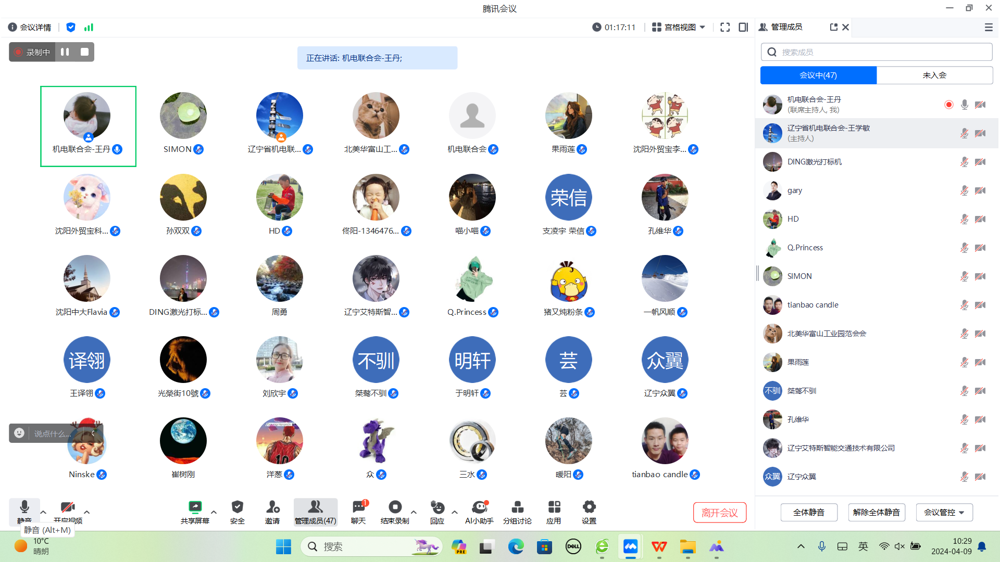 腾讯会议
会议详情
01:17:11
宫格视图
管理成员
录制中
正在讲话: 机电联合会-王丹;
搜索成员
会议中(47)
未入会
机电联合会-王丹
SIMON
辽宁省机电联...
北美华富山工...
机电联合会
果雨莲
沈阳外贸宝李...
沈阳外贸宝科...
孙双双
HD
佟阳-1346476...
喵小喵
荣信
支凌宇 荣信
孔维华
沈阳中大Flavia
DING激光打标...
周勇
辽宁艾特斯智...
Q.Princess
猪又炖粉条
一帆风顺
译翎
王译翎
光榮街10號
刘欣宇
不驯
桀骜不驯
明轩
于明轩
芸
芸
众翼
辽宁众翼
说点什么...
Ninske
崔树刚
10
洋葱
众
三水
暖阳
tianbao candle
机电联合会-王丹
(联席主持人, 我)
辽宁省机电联合会-王学敏
(主持人)
DING激光打标机
gary
HD
Q.Princess
SIMON
tianbao candle
北美华富山工业园范会会
果雨莲
不驯
桀骜不驯
孔维华
辽宁艾特斯智能交通技术有限公司
众翼
辽宁众翼
静音
开启视频
共享屏幕
安全
邀请
管理成员(47)
1
聊天
结束录制
回应
AI小助手
分组讨论
应用
设置
离开会议
全体静音
解除全体静音
会议管控
静音 (Alt+M)
10°C
晴朗
搜索
PRE
DELL
英
10:29
2024-04-09